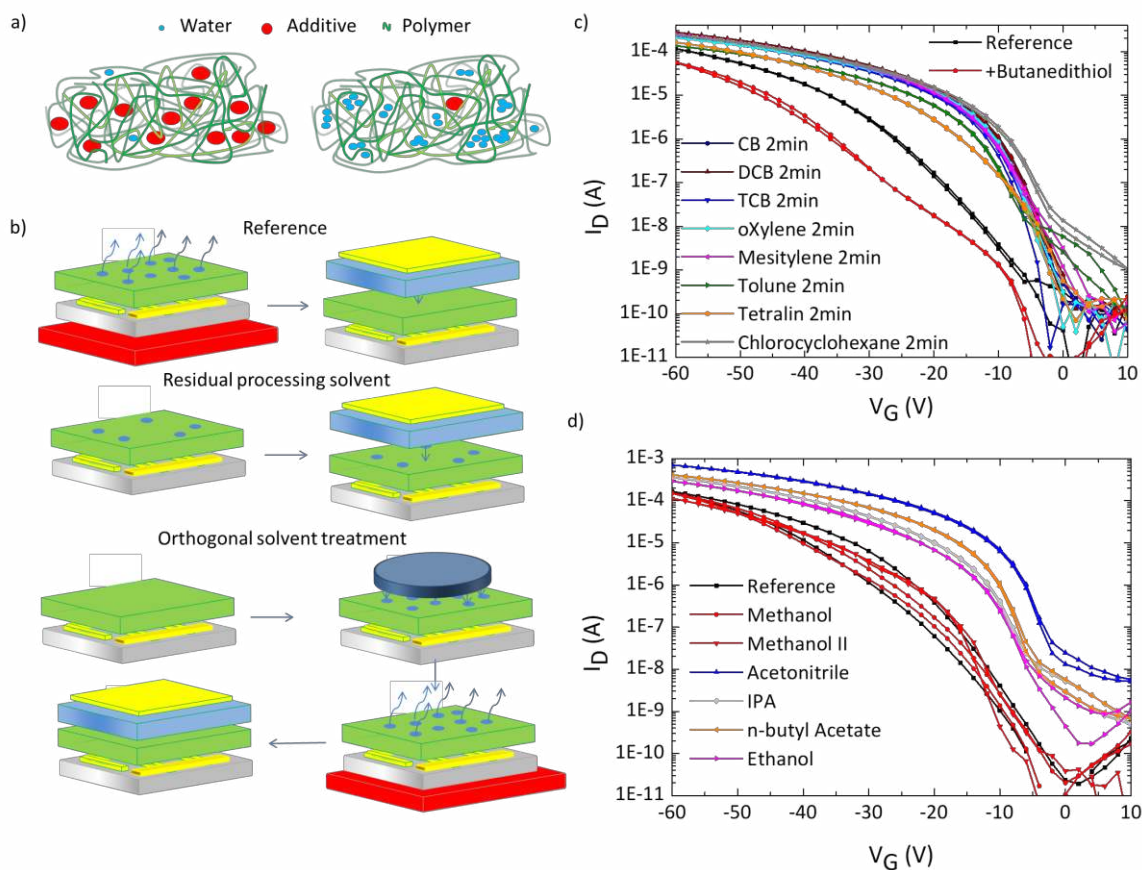 a)
Water Additive Polymer
b)
Reference
Residual processing solvent
Orthogonal solvent treatment
c)
1E-4
1E-5
1E-6
1E-7
1E-8
1E-9
1E-10
1E-11
I_D (A)
Reference
+Butanedithiol
CB 2min
DCB 2min
TCB 2min
oXylene 2min
Mesitylene 2min
Tolune 2min
Tetralin 2min
Chlorocyclohexane 2min
-60 -50 -40 -30 -20 -10 0 10
V_G (V)
d)
1E-3
1E-4
1E-5
1E-6
1E-7
1E-8
1E-9
1E-10
1E-11
I_D (A)
Reference
Methanol
Methanol II
Acetonitrile
IPA
n-butyl Acetate
Ethanol
-60 -50 -40 -30 -20 -10 0 10
V_G (V)